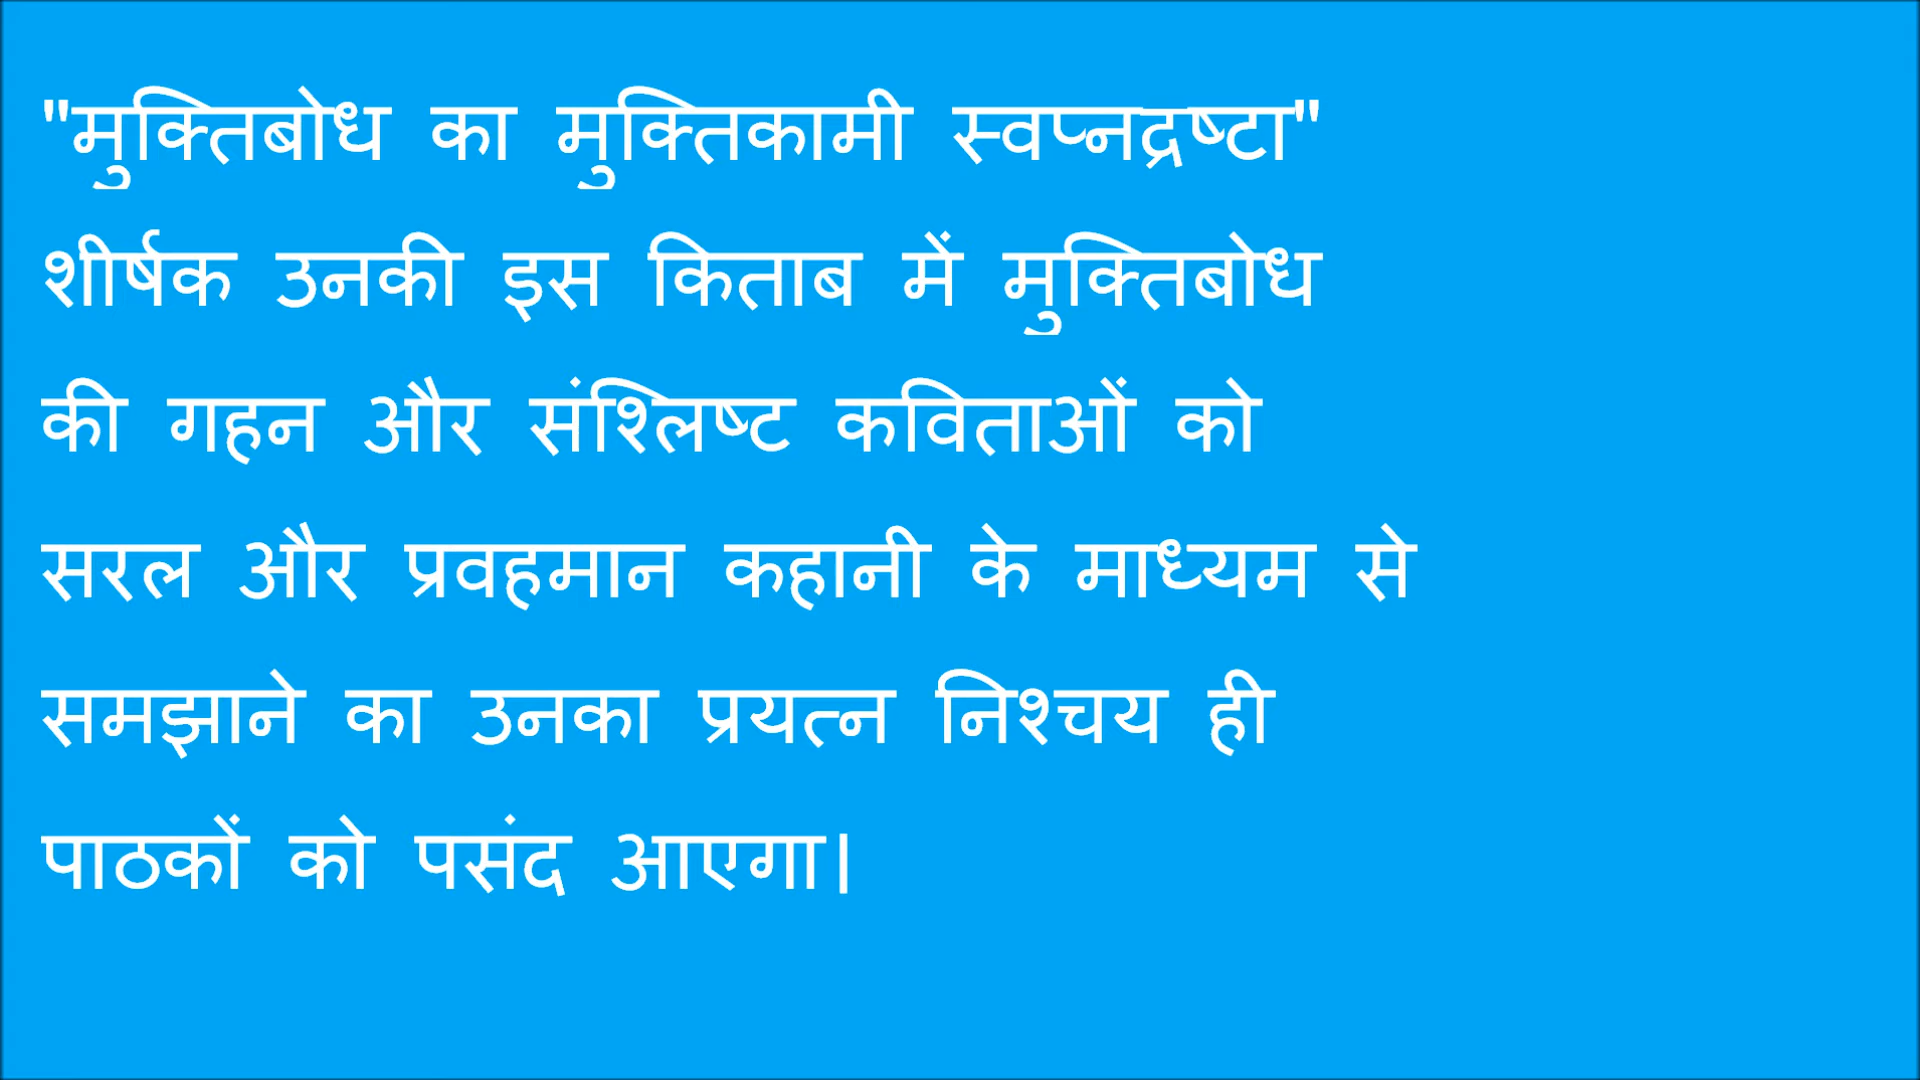 "मुक्तिबोध का मुक्तिकामी स्वप्नद्रष्टा"
शीर्षक उनकी इस किताब में मुक्तिबोध
की गहन और संश्लिष्ट कविताओं को
सरल और प्रवहमान कहानी के माध्यम से
समझाने का उनका प्रयत्न निश्चय ही
पाठकों को पसंद आएगा।